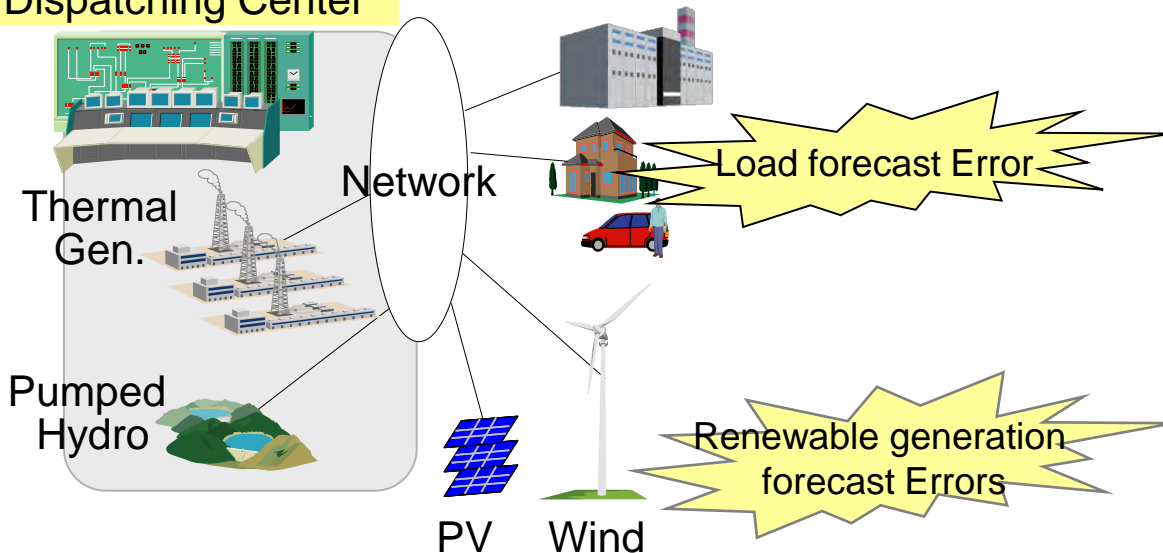 Dispatching Center
Network
Thermal
Gen.
Load forecast Error
Pumped
Hydro
Renewable generation
forecast Errors
PV
Wind